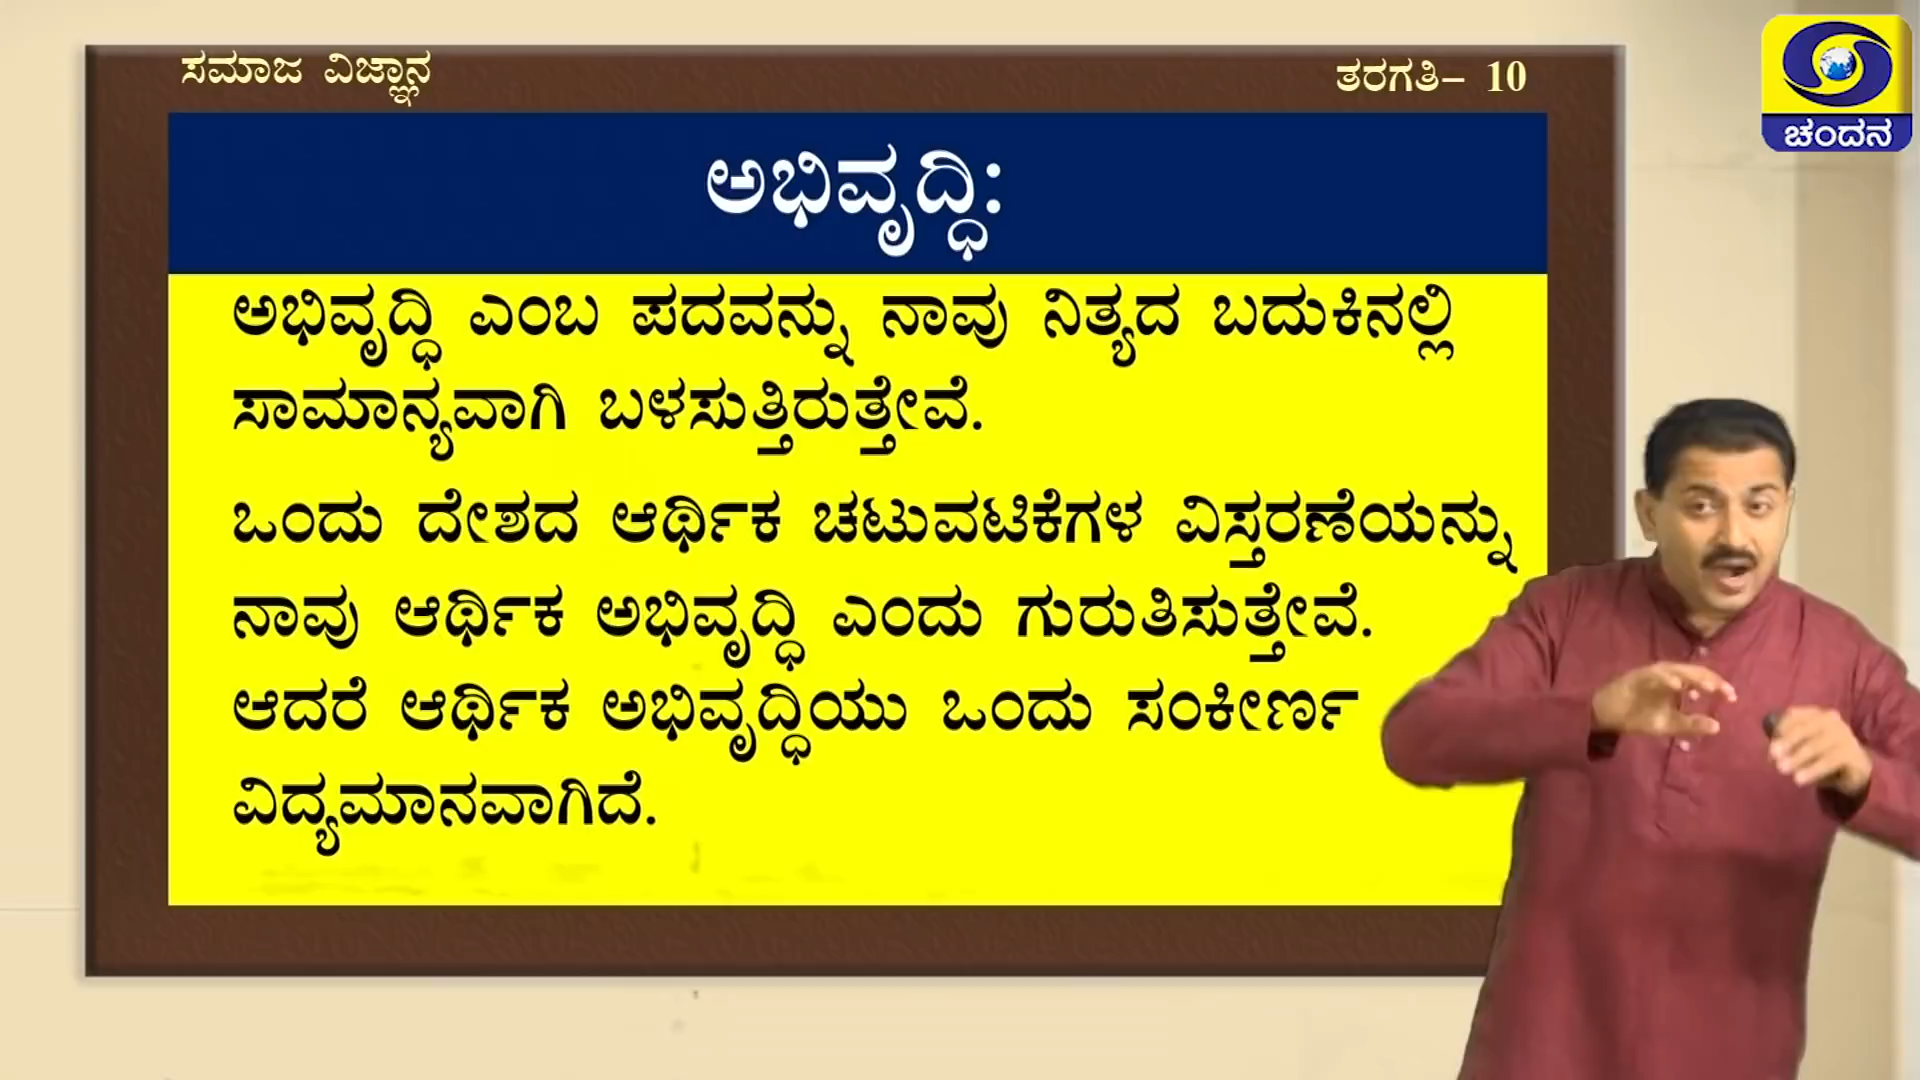 ಸಮಾಜ ವಿಜ್ಞಾನ
ತರಗತಿ– 10
ಚಂದನ
ಅಭಿವೃದ್ಧಿ:
ಅಭಿವೃದ್ಧಿ ಎಂಬ ಪದವನ್ನು ನಾವು ನಿತ್ಯದ ಬದುಕಿನಲ್ಲಿ
ಸಾಮಾನ್ಯವಾಗಿ ಬಳಸುತ್ತಿರುತ್ತೇವೆ.
ಒಂದು ದೇಶದ ಆರ್ಥಿಕ ಚಟುವಟಿಕೆಗಳ ವಿಸ್ತರಣೆಯನ್ನು
ನಾವು ಆರ್ಥಿಕ ಅಭಿವೃದ್ಧಿ ಎಂದು ಗುರುತಿಸುತ್ತೇವೆ.
ಆದರೆ ಆರ್ಥಿಕ ಅಭಿವೃದ್ಧಿಯು ಒಂದು ಸಂಕೀರ್ಣ
ವಿದ್ಯಮಾನವಾಗಿದೆ.